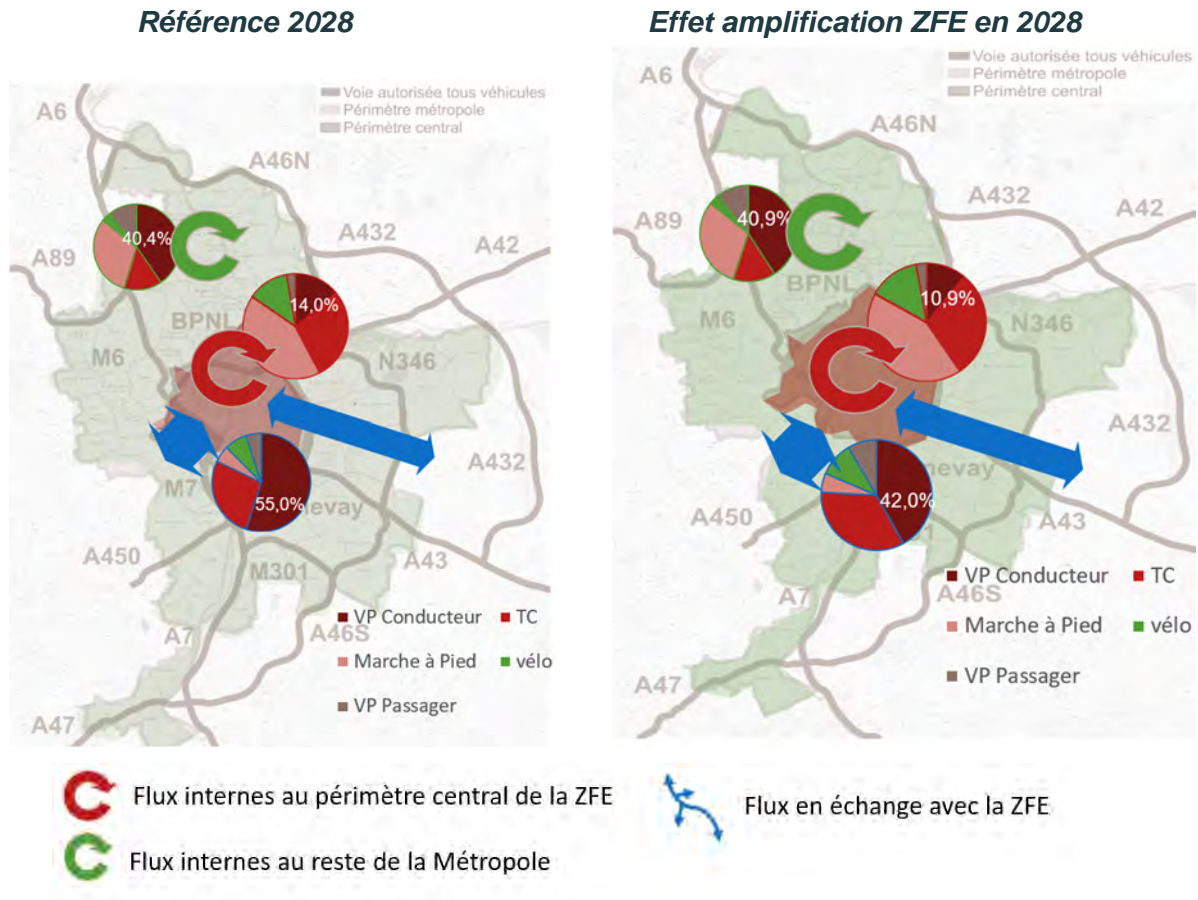 Référence 2028
Effet amplification ZFE en 2028
Voie autorisée tous véhicules
Périmètre métropole
Périmètre central
A6
A46N
40,4%
A432
A42
A89
14,0%
BPNL
M6
N346
A432
M7
55,0%
evay
A450
A43
M301
VP Conducteur
TC
A7
A46S
Marche à Pied
vélo
VP Passager
A47
Voie autorisée tous véhicules
Périmètre métropole
Périmètre central
A6
A46N
A432
A42
A89
40,9%
BPNL
10,9%
M6
N346
A432
nevay
42,0%
A450
A43
VP Conducteur
TC
A7
A46S
Marche à Pied
vélo
VP Passager
A47
Flux internes au périmètre central de la ZFE
Flux en échange avec la ZFE
Flux internes au reste de la Métropole